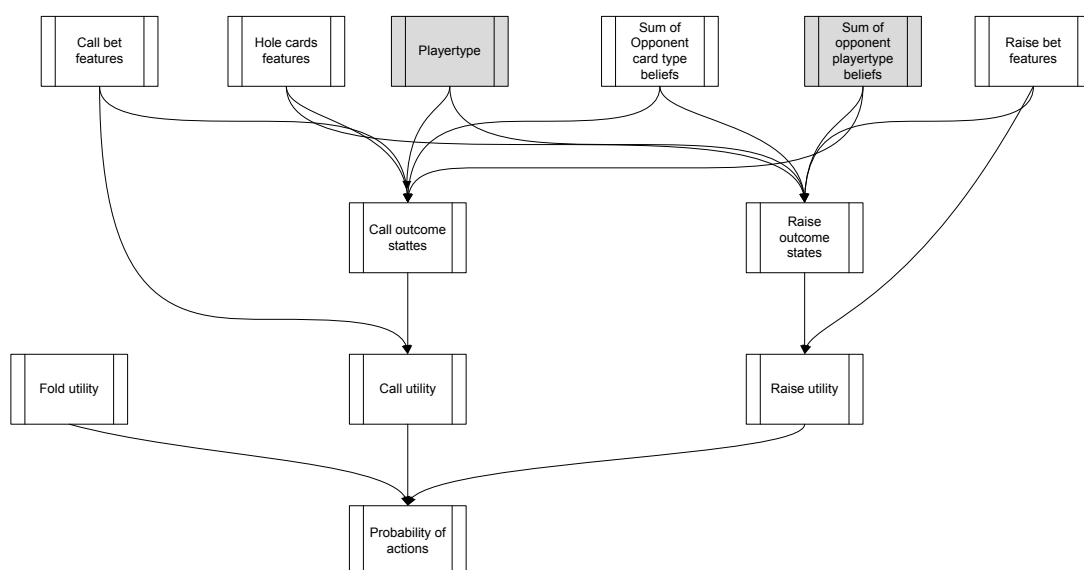 Call bet
features
Hole cards
features
Playertype
Sum of
Opponent
card type
beliefs
Sum of
opponent
playertype
beliefs
Raise bet
features
Call outcome
stattes
Raise
outcome
states
Fold utility
Call utility
Raise utility
Probability of
actions